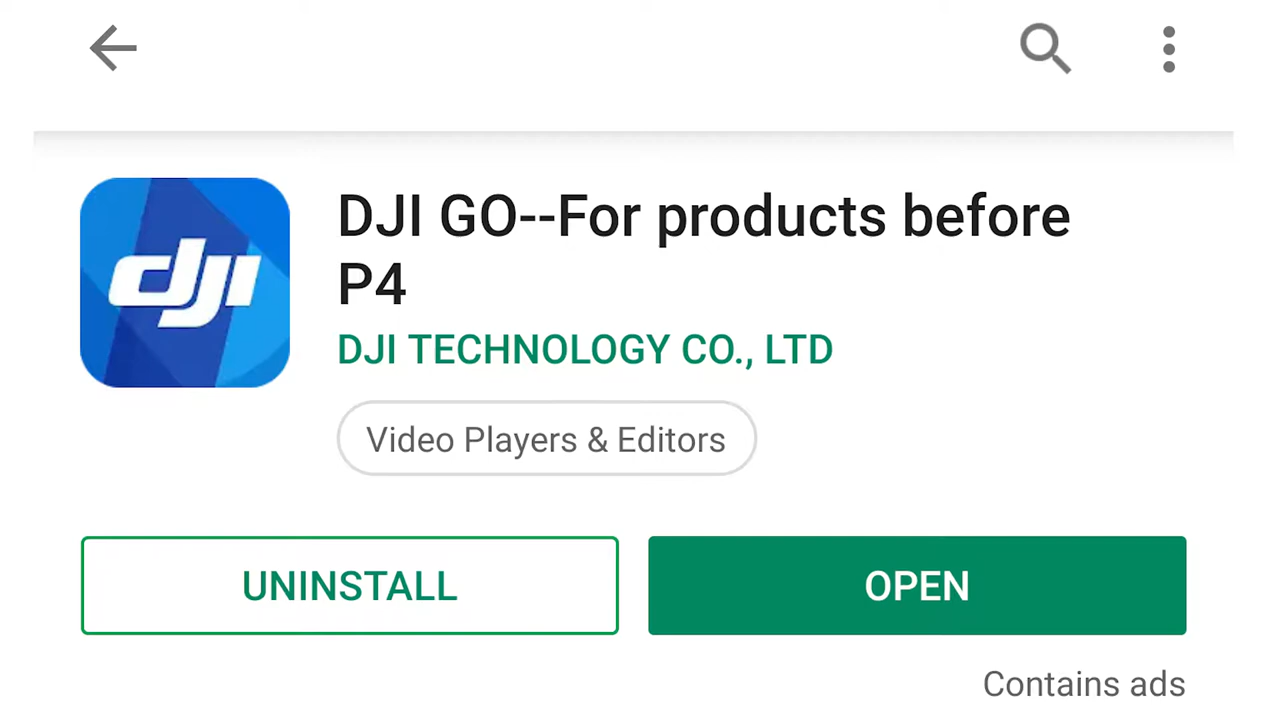 dji
DJI GO--For products before
P4
DJI TECHNOLOGY CO., LTD
Video Players & Editors
UNINSTALL
OPEN
Contains ads